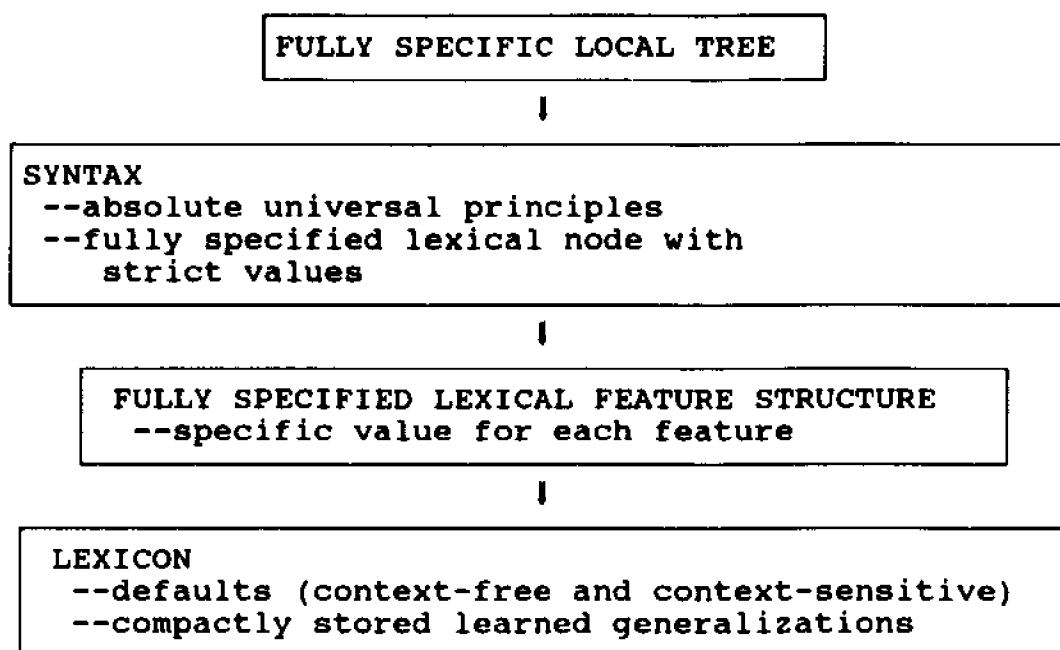 FULLY SPECIFIC LOCAL TREE
SYNTAX
--absolute universal principles
--fully specified lexical node with
strict values
FULLY SPECIFIED LEXICAL FEATURE STRUCTURE
--specific value for each feature
LEXICON
--defaults (context-free and context-sensitive)
--compactly stored learned generalizations